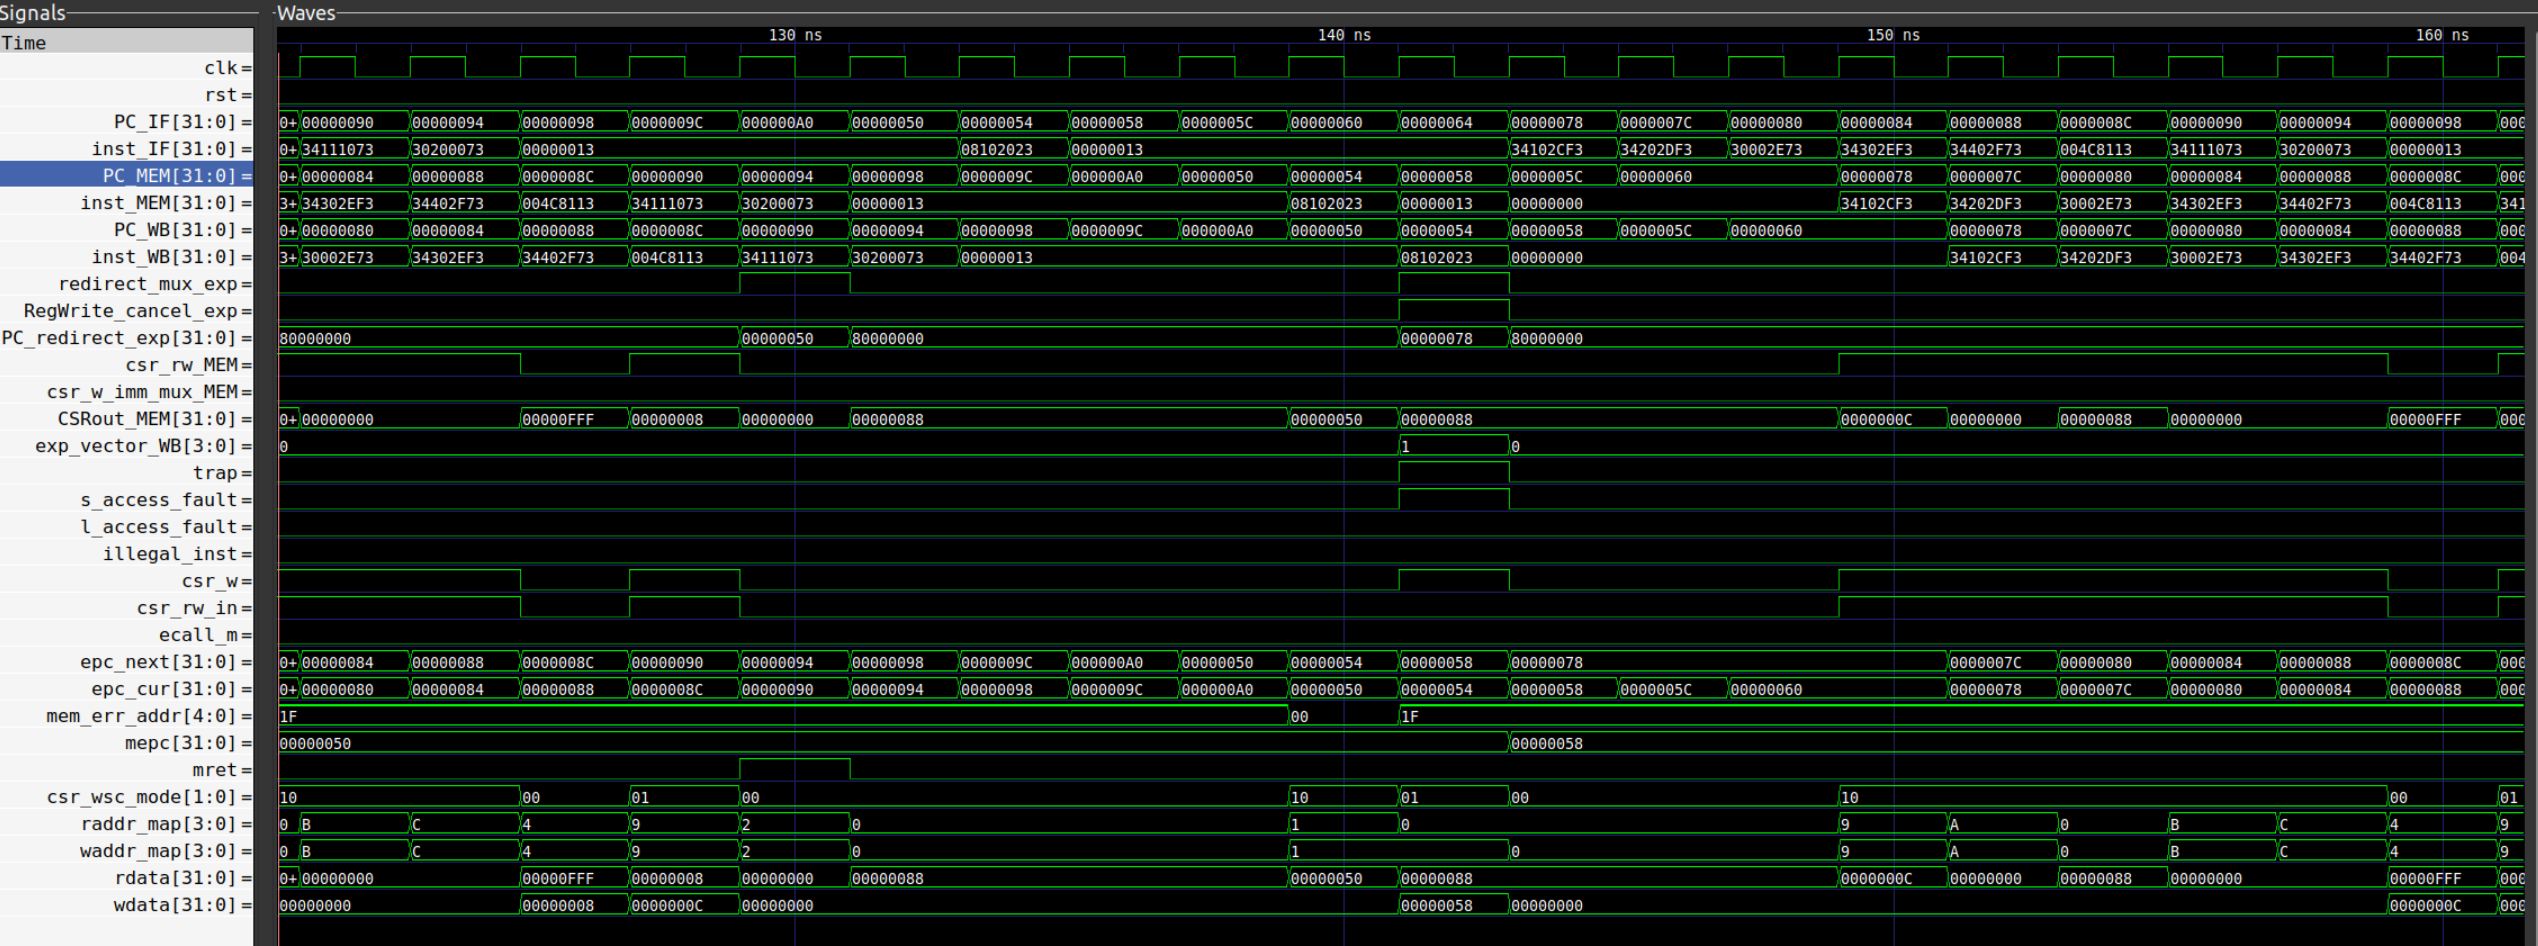 Signals Waves
Time 130 ns 140 ns 150 ns 160 ns
clk=
rst=
PC_IF[31:0]= 0+ 00000090 00000094 00000098 0000009C 000000A0 00000050 00000054 00000058 0000005C 00000060 00000064 00000078 0000007C 00000080 00000084 00000088 0000008C 00000090 00000094 00000098 000
inst_IF[31:0]= 0+ 34111073 30200073 00000013 08102023 00000013 34102CF3 34202DF3 30002E73 34302EF3 34402F73 004C8113 34111073 30200073 00000013
PC_MEM[31:0]= 0+ 00000084 00000088 0000008C 00000090 00000094 00000098 0000009C 000000A0 00000050 00000054 00000058 0000005C 00000060 00000078 0000007C 00000080 00000084 00000088 0000008C 000
inst_MEM[31:0]= 3+ 34302EF3 34402F73 004C8113 34111073 30200073 00000013 08102023 00000013 00000000 34102CF3 34202DF3 30002E73 34302EF3 34402F73 004C8113 341
PC_WB[31:0]= 0+ 00000080 00000084 00000088 0000008C 00000090 00000094 00000098 0000009C 000000A0 00000050 00000054 00000058 0000005C 00000060 00000078 0000007C 00000080 00000084 00000088 000
inst_WB[31:0]= 3+ 30002E73 34302EF3 34402F73 004C8113 34111073 30200073 00000013 08102023 00000000 34102CF3 34202DF3 30002E73 34302EF3 34402F73 004
redirect_mux_exp=
RegWrite_cancel_exp=
PC_redirect_exp[31:0]= 80000000 00000050 80000000 00000078 80000000
csr_rw_MEM=
csr_w_imm_mux_MEM=
CSRout_MEM[31:0]= 0+ 00000000 00000FFF 00000008 00000000 00000088 00000050 00000088 0000000C 00000000 00000088 00000000 00000FFF 000
exp_vector_WB[3:0]= 0 1 0
trap=
s_access_fault=
l_access_fault=
illegal_inst=
csr_w=
csr_rw_in=
ecall_m=
epc_next[31:0]= 0+ 00000084 00000088 0000008C 00000090 00000094 00000098 0000009C 000000A0 00000050 00000054 00000058 00000078 0000007C 00000080 00000084 00000088 0000008C 000
epc_cur[31:0]= 0+ 00000080 00000084 00000088 0000008C 00000090 00000094 00000098 0000009C 000000A0 00000050 00000054 00000058 0000005C 00000060 00000078 0000007C 00000080 00000084 00000088 000
mem_err_addr[4:0]= 1F 00 1F
mepc[31:0]= 00000050 00000058
mret=
csr_wsc_mode[1:0]= 10 00 01 00 10 01 00 10 00 01
raddr_map[3:0]= 0 B C 4 9 2 0 1 0 9 A 0 B C 4 9
waddr_map[3:0]= 0 B C 4 9 2 0 1 0 9 A 0 B C 4 9
rdata[31:0]= 0+ 00000000 00000FFF 00000008 00000000 00000088 00000050 00000088 0000000C 00000000 00000088 00000000 00000FFF 000
wdata[31:0]= 00000000 00000008 0000000C 00000000 00000058 00000000 0000000C 000